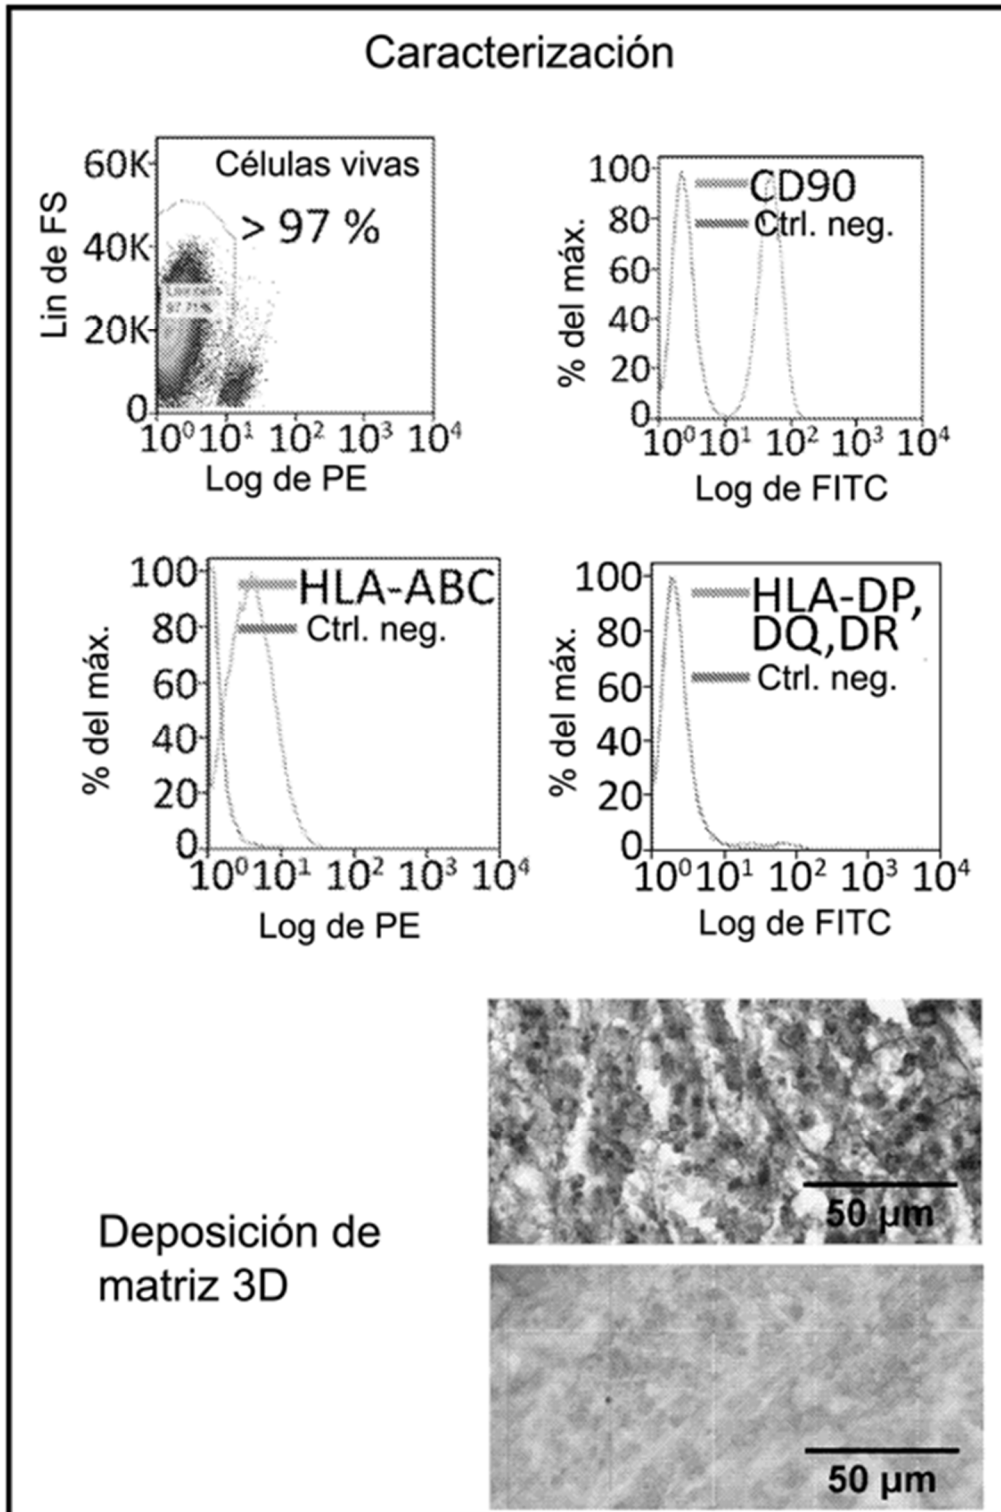 Caracterización
Células vivas
> 97 %
60K
40K
20K
0
Lin de FS
10⁰ 10¹ 10² 10³ 10⁴
Log de PE
CD90
Ctrl. neg.
100
80
60
40
20
0
% del máx.
10⁰ 10¹ 10² 10³ 10⁴
Log de FITC
HLA-ABC
Ctrl. neg.
100
80
60
40
20
0
% del máx.
10⁰ 10¹ 10² 10³ 10⁴
Log de PE
HLA-DP,
DQ,DR
Ctrl. neg.
100
80
60
40
20
0
% del máx.
10⁰ 10¹ 10² 10³ 10⁴
Log de FITC
Deposición de
matriz 3D
50 µm
50 µm